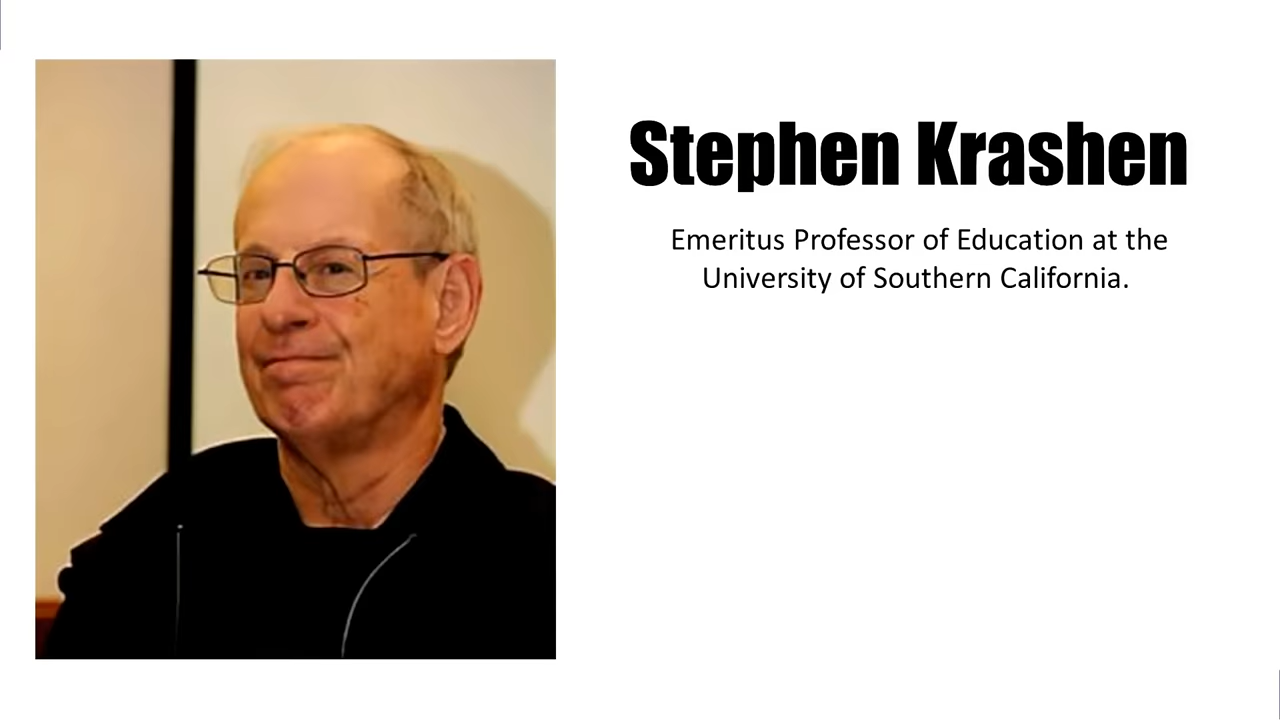 Stephen Krashen
Emeritus Professor of Education at the
University of Southern California.